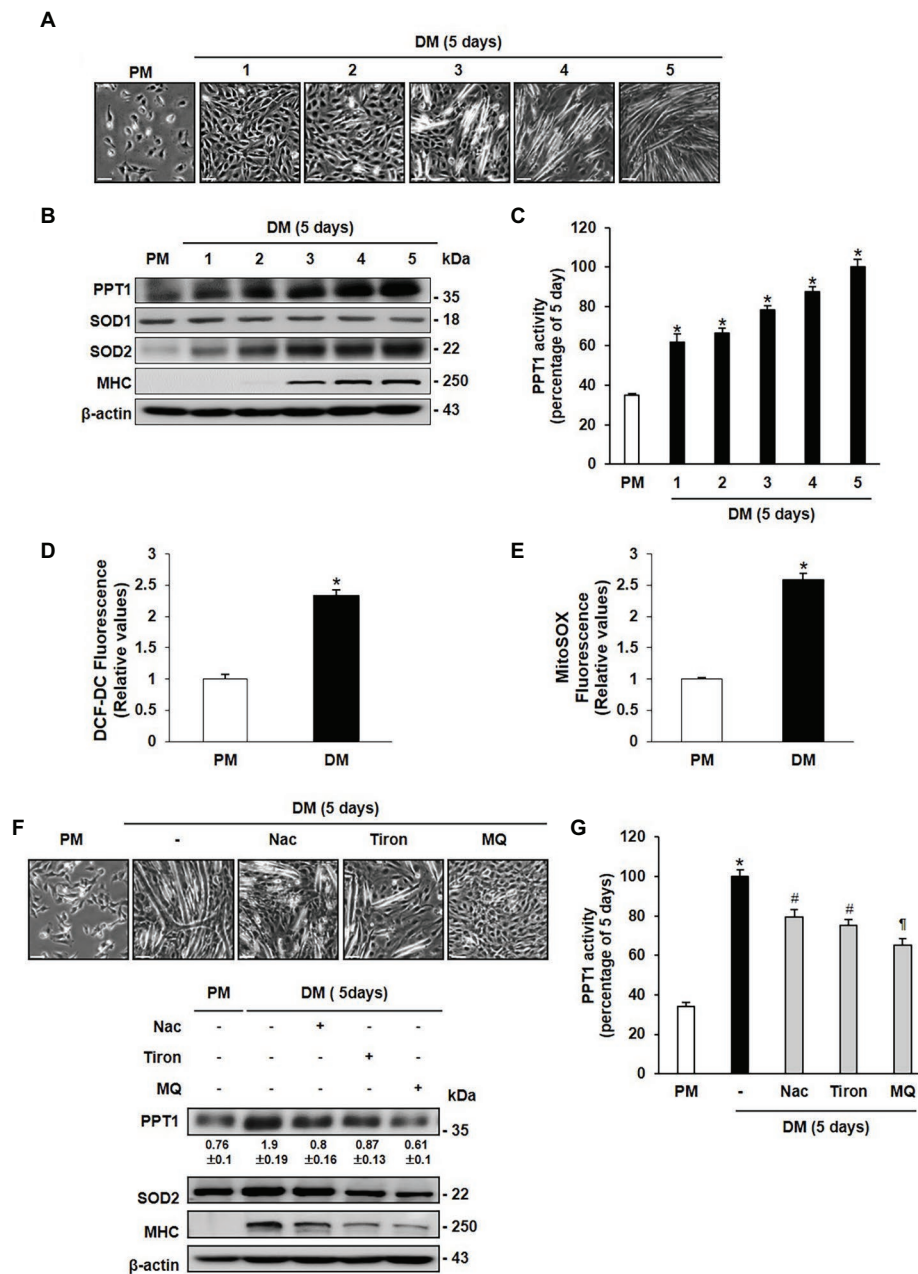 A
DM (5 days)
PM 1 2 3 4 5
B
DM (5 days)
PM 1 2 3 4 5 kDa
PPT1 - 35
SOD1 - 18
SOD2 - 22
MHC - 250
β-actin - 43
C
PPT1 activity
(percentage of 5 day)
120
100
80
60
40
20
0
* * * * *
PM 1 2 3 4 5
DM (5 days)
D
DCF-DC Fluorescence
(Relative values)
3
2.5
2
1.5
1
0.5
0
*
PM DM
E
MitoSOX
Fluorescence
(Relative values)
3
2.5
2
1.5
1
0.5
0
*
PM DM
F
DM (5 days)
PM - Nac Tiron MQ
PM DM ( 5days)
Nac - - + - -
Tiron - - - + -
MQ - - - - +
kDa
PPT1 - 35
0.76 1.9 0.8 0.87 0.61
±0.1 ±0.19 ±0.16 ±0.13 ±0.1
SOD2 - 22
MHC - 250
β-actin - 43
G
PPT1 activity
(percentage of 5 days)
120
100
80
60
40
20
0
* # # ¶
PM - Nac Tiron MQ
DM (5 days)